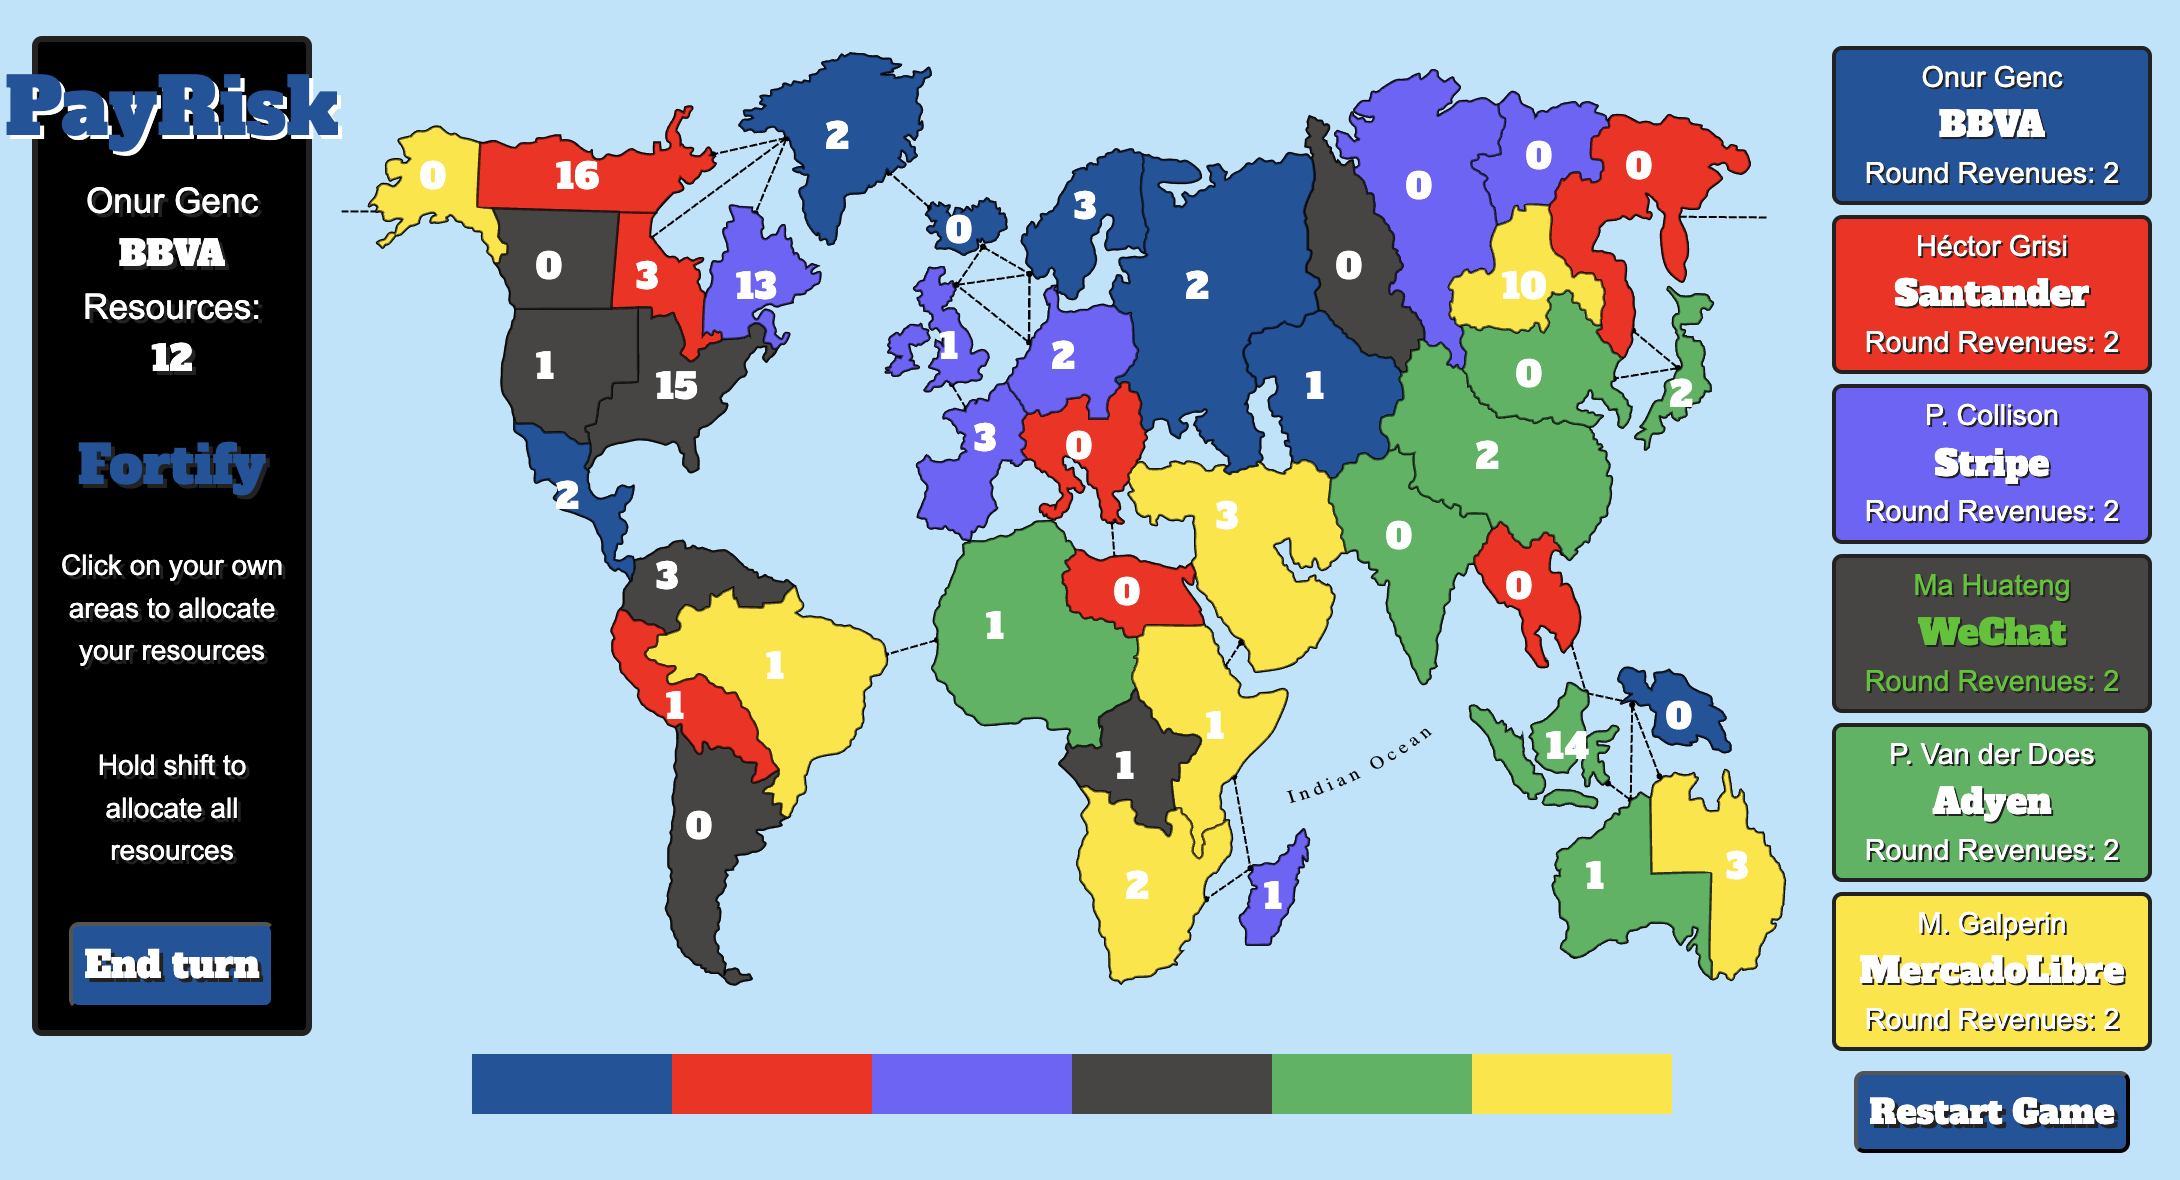 PayRisk
Onur Genc
BBVA
Resources:
12
Fortify
Click on your own
areas to allocate
your resources
Hold shift to
allocate all
resources
End turn
2
0
16
0
3
13
0
1
15
2
3
1
1
0
0
3
2
0
0
0
0
0
10
1
2
3
0
1
0
2
2
0
3
0
0
1
0
1
1
2
1
0
14
1
3
Indian Ocean
Onur Genc
BBVA
Round Revenues: 2
Héctor Grisi
Santander
Round Revenues: 2
P. Collison
Stripe
Round Revenues: 2
Ma Huateng
WeChat
Round Revenues: 2
P. Van der Does
Adyen
Round Revenues: 2
M. Galperin
MercadoLibre
Round Revenues: 2
Restart Game